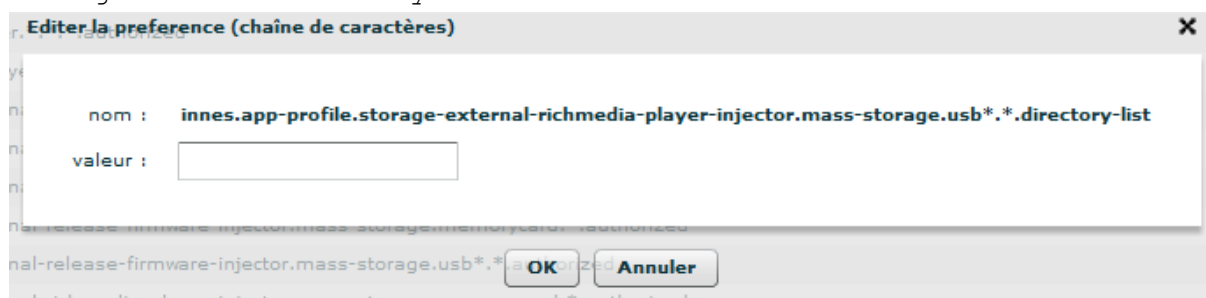 Editer la preference (chaîne de caractères)
nom : innes.app-profile.storage-external-richmedia-player-injector.mass-storage.usb*.*.directory-list
valeur :
nal-release-firmware-injector.mass-storage.memorycard.*.authorized
nal-release-firmware-injector.mass-storage.usb*.*.authorized
OK Annuler